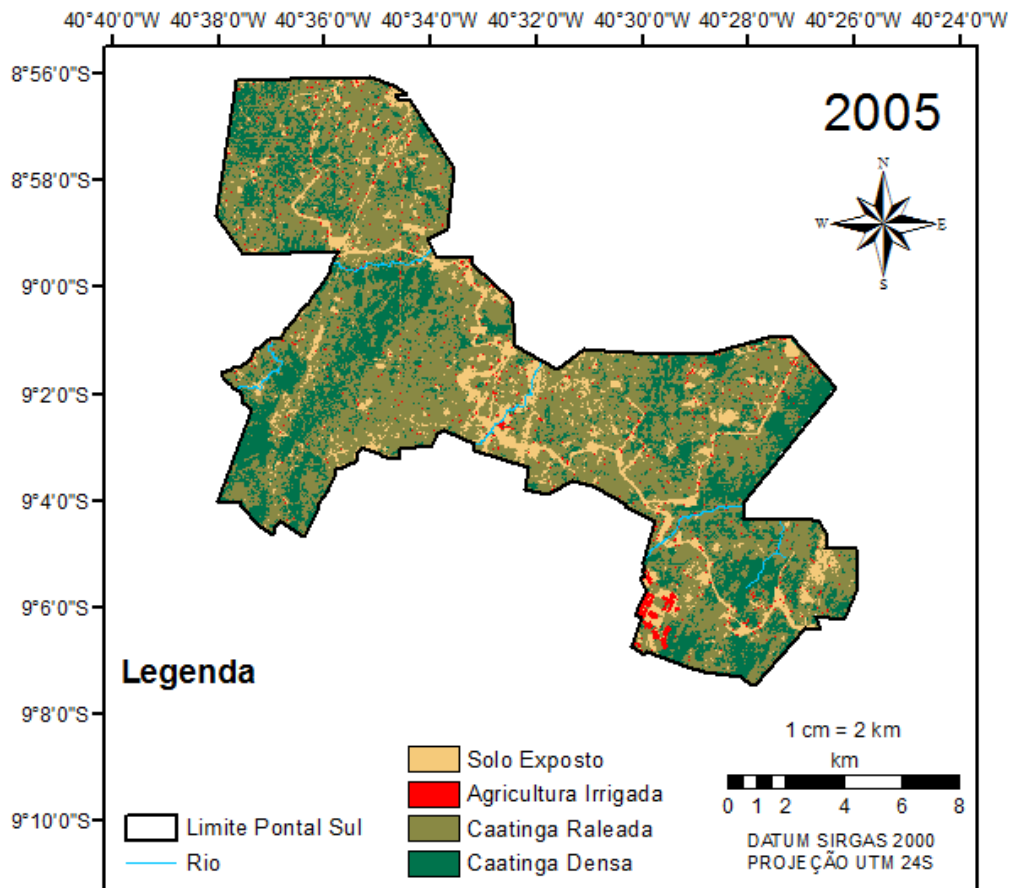 40°40'0"W 40°38'0"W 40°36'0"W 40°34'0"W 40°32'0"W 40°30'0"W 40°28'0"W 40°26'0"W 40°24'0"W
8°56'0"S
8°58'0"S
9°0'0"S
9°2'0"S
9°4'0"S
9°6'0"S
9°8'0"S
9°10'0"S
2005
N
W E
S
Legenda
Limite Pontal Sul
Rio
Solo Exposto
Agricultura Irrigada
Caatinga Raleada
Caatinga Densa
1 cm = 2 km
km
0 1 2 4 6 8
DATUM SIRGAS 2000
PROJEÇÃO UTM 24S